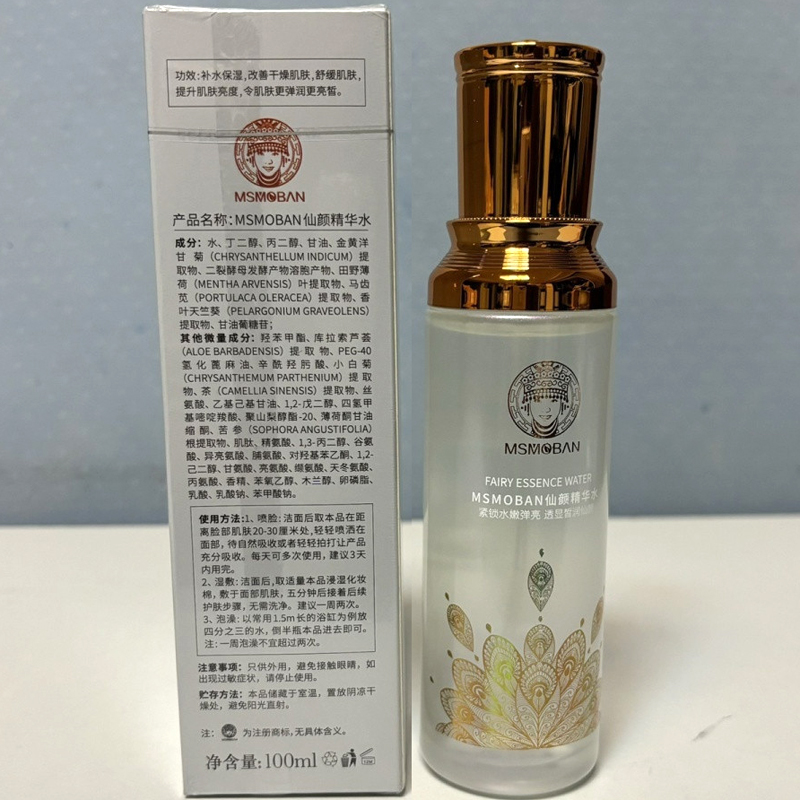 功效:补水保湿,改善干燥肌肤,舒缓肌肤,
提升肌肤亮度,令肌肤更弹润更亮皙。
MSMOBAN
产品名称:MSMOBAN仙颜精华水
成分:水、丁二醇、丙二醇、甘油、金黄洋
甘菊(CHRYSANTHELLUM INDICUM)提
取物、二裂酵母发酵产物溶胞产物、田野薄
荷(MENTHA ARVENSIS)叶提取物、马齿
苋(PORTULACA OLERACEA)提取物、香
叶天竺葵(PELARGONIUM GRAVEOLENS)
提取物、甘油葡糖苷;
其他微量成分:羟苯甲酯、库拉索芦荟
(ALOE BARBADENSIS)提取物、PEG-40
氢化蓖麻油、辛酰羟肟酸、小白菊
(CHRYSANTHEMUM PARTHENIUM)提取
物、茶(CAMELLIA SINENSIS)提取物、丝
氨酸、乙基己基甘油、1,2-戊二醇、四氢甲
基嘧啶羧酸、聚山梨醇酯-20、薄荷酮甘油
缩酮、苦参(SOPHORA ANGUSTIFOLIA)
根提取物、肌肽、精氨酸、1,3-丙二醇、谷氨
酸、异亮氨酸、脯氨酸、对羟基苯乙酮、1,2-
己二醇、甘氨酸、亮氨酸、缬氨酸、天冬氨酸、
丙氨酸、香精、苯氧乙醇、木兰醇、卵磷脂、
乳酸、乳酸钠、苯甲酸钠。
使用方法:1、喷脸:洁面后取本品在距
离脸部肌肤20-30厘米处,轻轻喷洒在
面部,待自然吸收或者轻轻拍打让产品
充分吸收。每天可多次使用,建议3天
内用完。
2、湿敷:洁面后,取适量本品浸湿化妆
棉,敷于面部肌肤,五分钟后接着后续
护肤步骤,无需洗净。建议一周两次。
3、泡澡:以常用1.5m长的浴缸为例放
四分之三的水,倒半瓶本品进去即可。
注:一周泡澡不宜超过两次。
注意事项:只供外用,避免接触眼睛,如
出现过敏症状,请停止使用。
贮存方法:本品储藏于室温,置放阴凉干
燥处,避免阳光直射。
注: 为注册商标,无具体含义。
净含量:100ml
MSMOBAN
FAIRY ESSENCE WATER
MSMOBAN仙颜精华水
紧锁水嫩弹亮 透显皙润